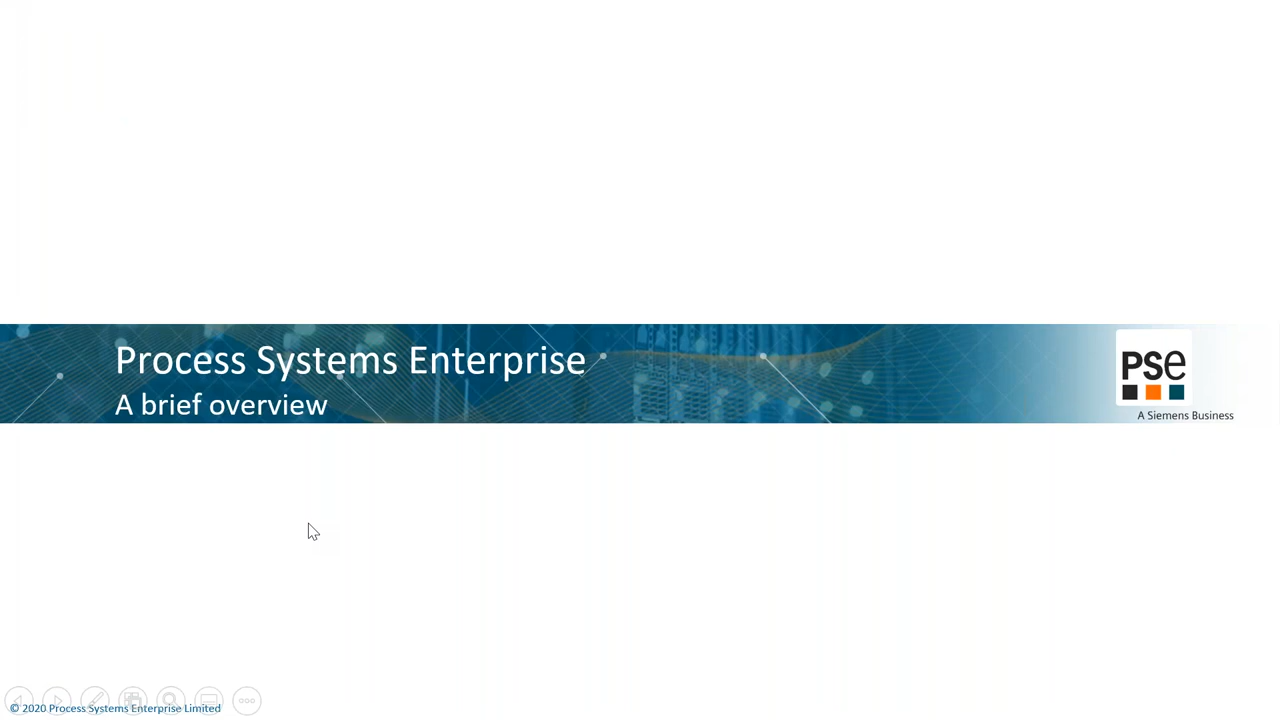 Process Systems Enterprise
A brief overview
PSe
A Siemens Business
© 2020 Process Systems Enterprise Limited